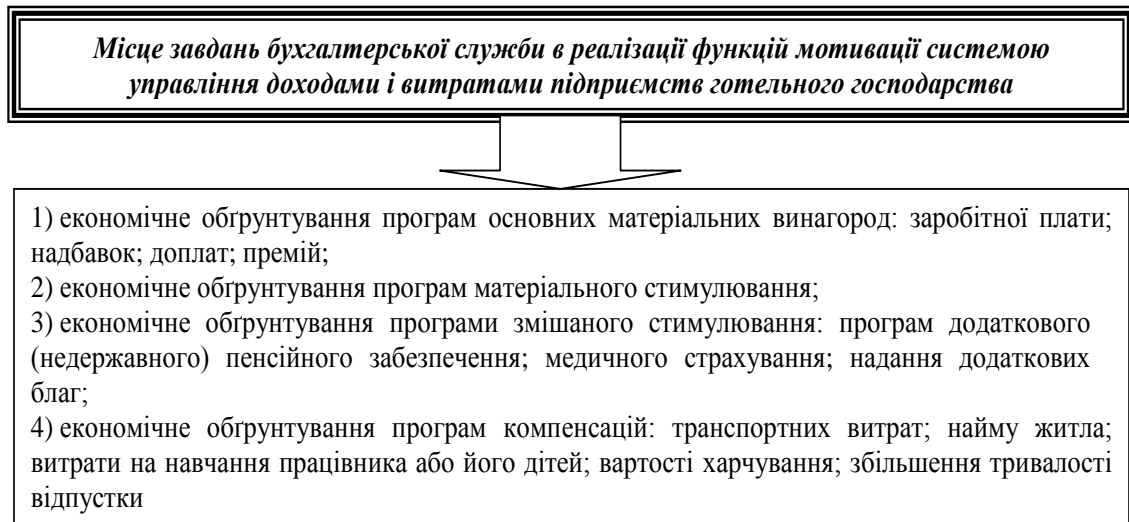 Місце завдань бухгалтерської служби в реалізації функцій мотивації системою
управління доходами і витратами підприємств готельного господарства
1) економічне обґрунтування програм основних матеріальних винагород: заробітної плати;
надбавок; доплат; премій;
2) економічне обґрунтування програм матеріального стимулювання;
3) економічне обґрунтування програми змішаного стимулювання: програм додаткового
(недержавного) пенсійного забезпечення; медичного страхування; надання додаткових
благ;
4) економічне обґрунтування програм компенсацій: транспортних витрат; найму житла;
витрати на навчання працівника або його дітей; вартості харчування; збільшення тривалості
відпустки